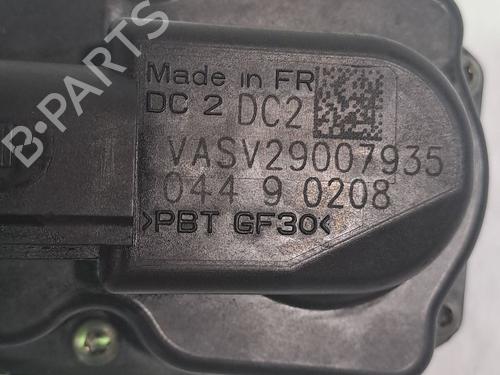 B-PARTS
Made in FR
DC 2 DC2
VASV29007935
044 9 0208
>PBT GF30<